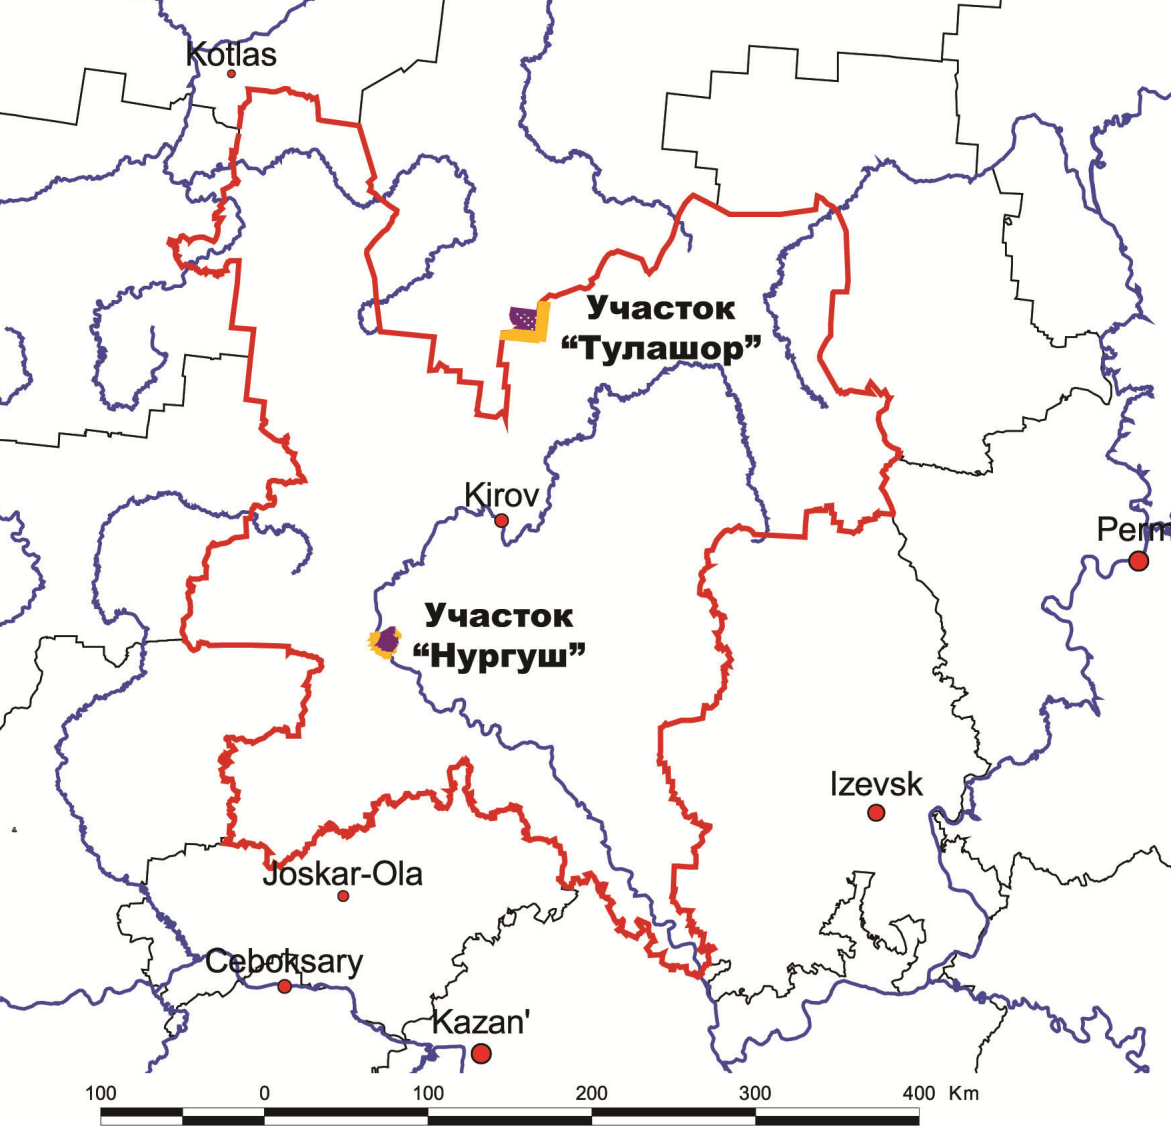 Kotlas
Участок
“Тулашор”
Kirov
Perm
Участок
“Нургуш”
Izevsk
Joskar-Ola
Ceboksary
Kazan'
100 0 100 200 300 400 Km